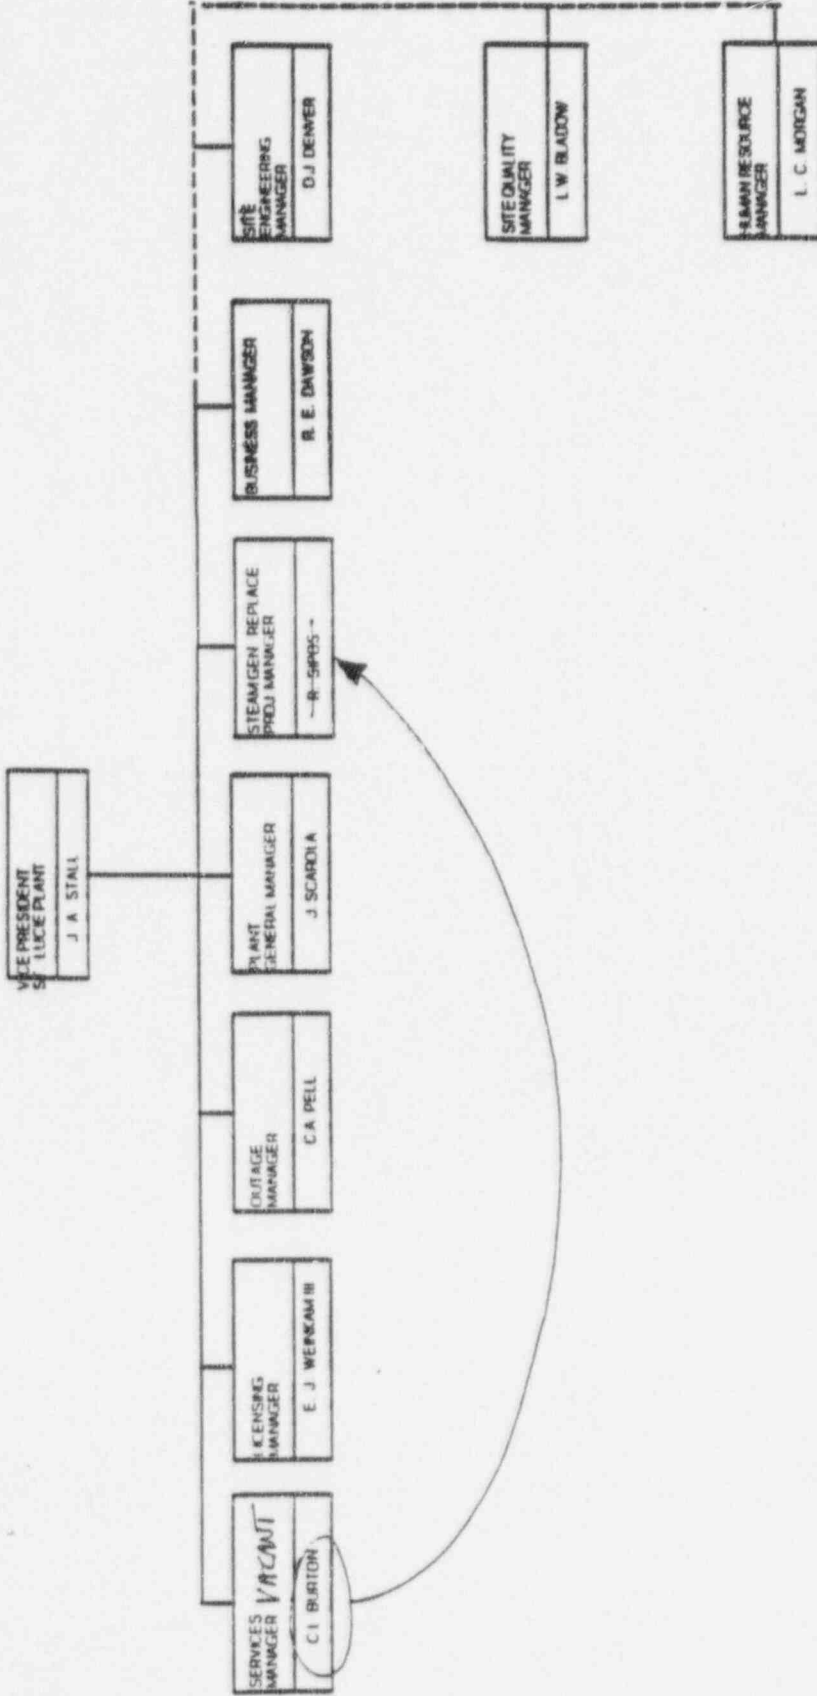 VICE PRESIDENT
ST LUCIE PLANT
J A STALL
SERVICES
MANAGER VACANT
C L BURTON
LICENSING
MANAGER
E. J WEINKAM III
OUTAGE
MANAGER
C.A PELL
PLANT
GENERAL MANAGER
J SCAROLA
STEAM GEN REPLACE
PROJ MANAGER
R SIPOS
BUSINESS MANAGER
R. E. DAWSON
SITE
ENGINEERING
MANAGER
D.J DENVER
SITE QUALITY
MANAGER
L W BLADOW
HUMAN RESOURCE
MANAGER
L. C. MORGAN